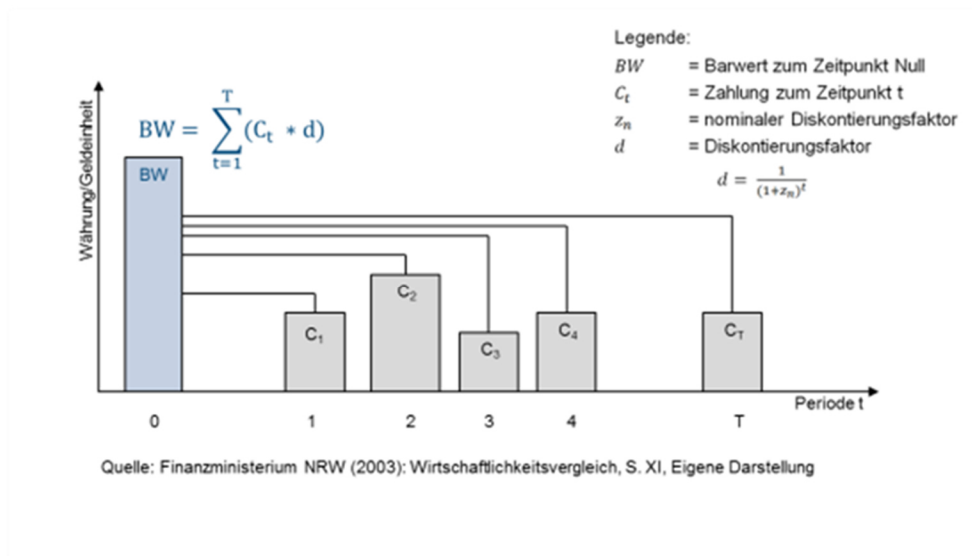 Legende:
BW = Barwert zum Zeitpunkt Null
C_t = Zahlung zum Zeitpunkt t
z_n = nominaler Diskontierungsfaktor
d = Diskontierungsfaktor
d = 1/(1+z_n)^t
Währung/Geldeinheit
BW = T∑t=1 (C_t * d)
BW
C₁
C₂
C₃
C₄
C_T
Periode t
0 1 2 3 4 T
Quelle: Finanzministerium NRW (2003): Wirtschaftlichkeitsvergleich, S. XI, Eigene Darstellung